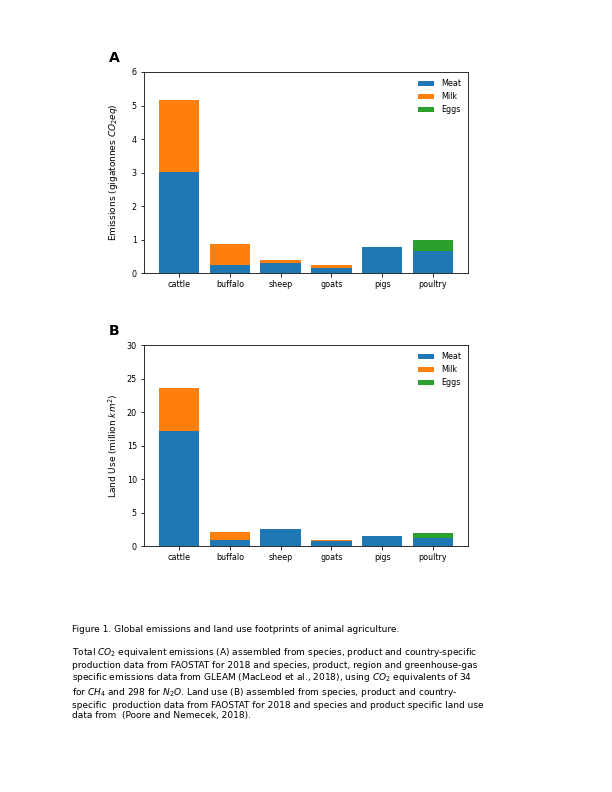 A
6
5
4
3
2
1
0
Emissions (gigatonnes CO₂eq)
Meat
Milk
Eggs
cattle buffalo sheep goats pigs poultry
B
30
25
20
15
10
5
0
Land Use (million km²)
Meat
Milk
Eggs
cattle buffalo sheep goats pigs poultry
Figure 1. Global emissions and land use footprints of animal agriculture.
Total CO₂ equivalent emissions (A) assembled from species, product and country-specific
production data from FAOSTAT for 2018 and species, product, region and greenhouse-gas
specific emissions data from GLEAM (MacLeod et al., 2018), using CO₂ equivalents of 34
for CH₄ and 298 for N₂O. Land use (B) assembled from species, product and country-
specific  production data from FAOSTAT for 2018 and species and product specific land use
data from  (Poore and Nemecek, 2018).